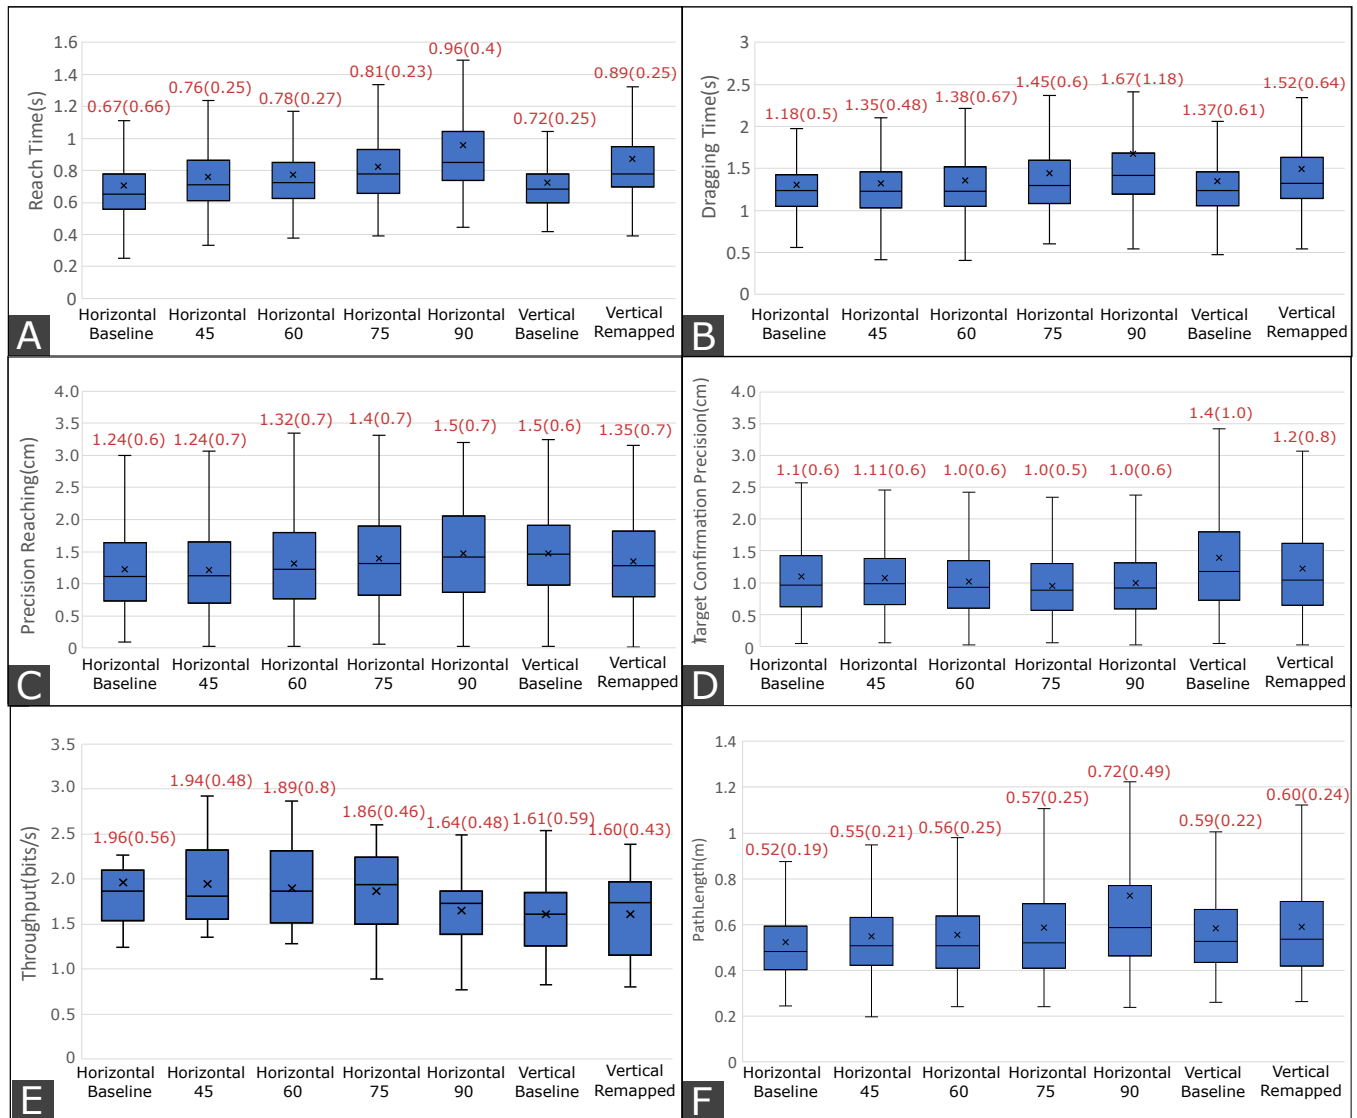 Reach Time(s)
1.6
1.4
1.2
1.0
0.8
0.6
0.4
0.2
0
0.67(0.66)
0.76(0.25)
0.78(0.27)
0.81(0.23)
0.96(0.4)
0.72(0.25)
0.89(0.25)
Horizontal Baseline
Horizontal 45
Horizontal 60
Horizontal 75
Horizontal 90
Vertical Baseline
Vertical Remapped
A
Dragging Time(s)
3
2.5
2
1.5
1
0.5
0
1.18(0.5)
1.35(0.48)
1.38(0.67)
1.45(0.6)
1.67(1.18)
1.37(0.61)
1.52(0.64)
Horizontal Baseline
Horizontal 45
Horizontal 60
Horizontal 75
Horizontal 90
Vertical Baseline
Vertical Remapped
B
Precision Reaching(cm)
4.0
3.5
3.0
2.5
2.0
1.5
1.0
0.5
0
1.24(0.6)
1.24(0.7)
1.32(0.7)
1.4(0.7)
1.5(0.7)
1.5(0.6)
1.35(0.7)
Horizontal Baseline
Horizontal 45
Horizontal 60
Horizontal 75
Horizontal 90
Vertical Baseline
Vertical Remapped
C
Target Confirmation Precision(cm)
4.0
3.5
3.0
2.5
2.0
1.5
1.0
0.5
0
1.1(0.6)
1.11(0.6)
1.0(0.6)
1.0(0.5)
1.0(0.6)
1.4(1.0)
1.2(0.8)
Horizontal Baseline
Horizontal 45
Horizontal 60
Horizontal 75
Horizontal 90
Vertical Baseline
Vertical Remapped
D
Throughput(bits/s)
3.5
3.0
2.5
2.0
1.5
1.0
0.5
0
1.96(0.56)
1.94(0.48)
1.89(0.8)
1.86(0.46)
1.64(0.48)
1.61(0.59)
1.60(0.43)
Horizontal Baseline
Horizontal 45
Horizontal 60
Horizontal 75
Horizontal 90
Vertical Baseline
Vertical Remapped
E
PathLength(m)
1.4
1.2
1
0.8
0.6
0.4
0.2
0
0.52(0.19)
0.55(0.21)
0.56(0.25)
0.57(0.25)
0.72(0.49)
0.59(0.22)
0.60(0.24)
Horizontal Baseline
Horizontal 45
Horizontal 60
Horizontal 75
Horizontal 90
Vertical Baseline
Vertical Remapped
F